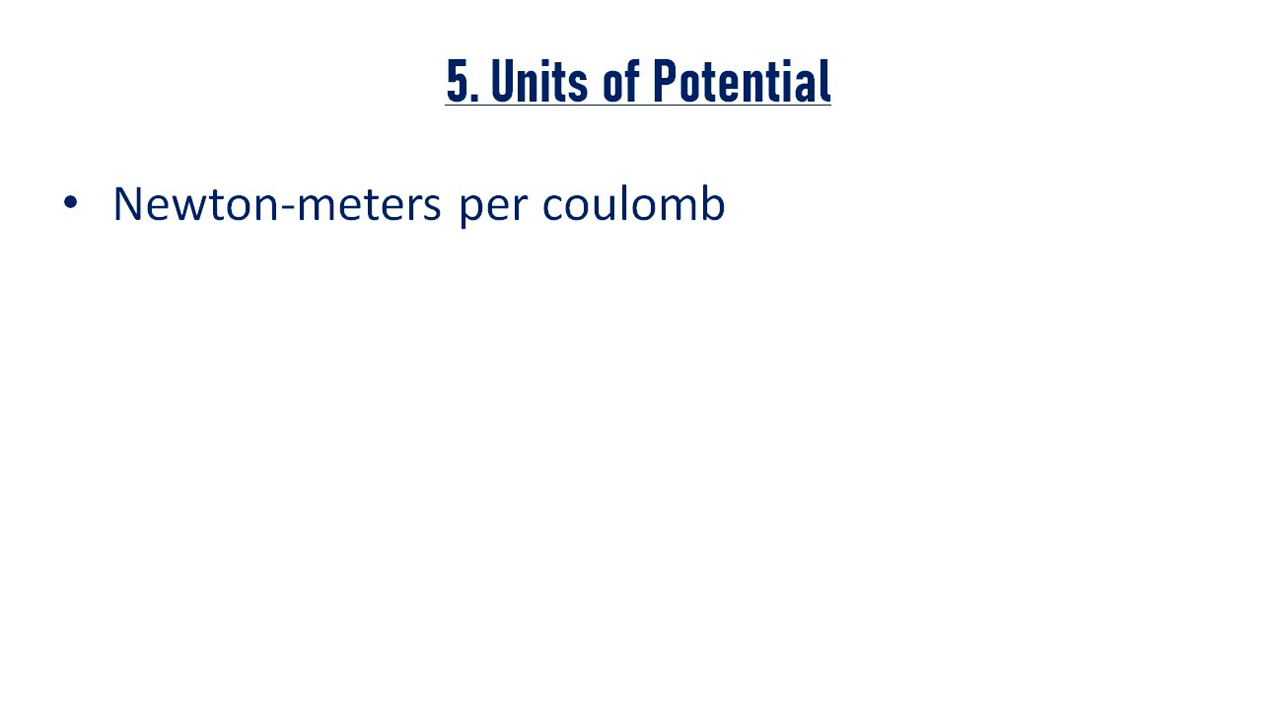 5. Units of Potential
• Newton-meters per coulomb